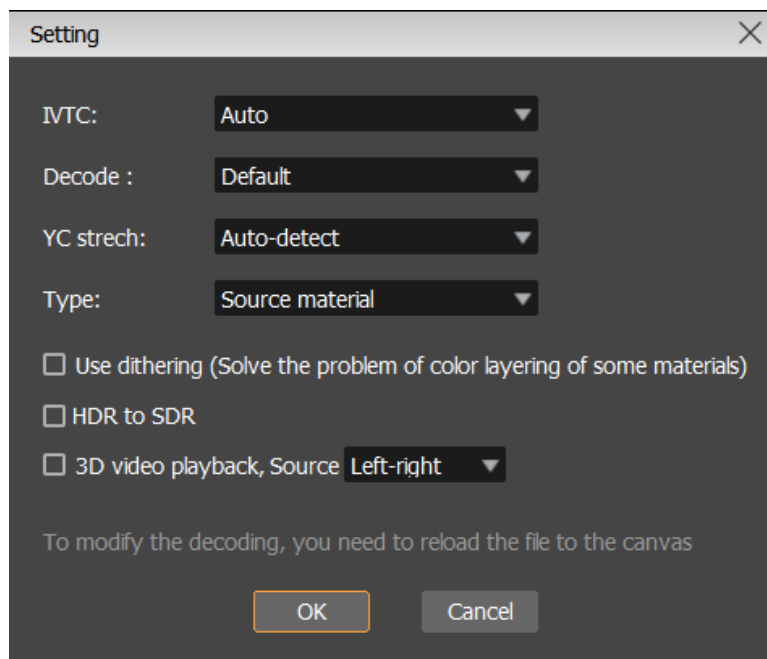 Setting
IVTC: Auto
Decode : Default
YC strech: Auto-detect
Type: Source material
Use dithering (Solve the problem of color layering of some materials)
HDR to SDR
3D video playback, Source Left-right
To modify the decoding, you need to reload the file to the canvas
OK Cancel